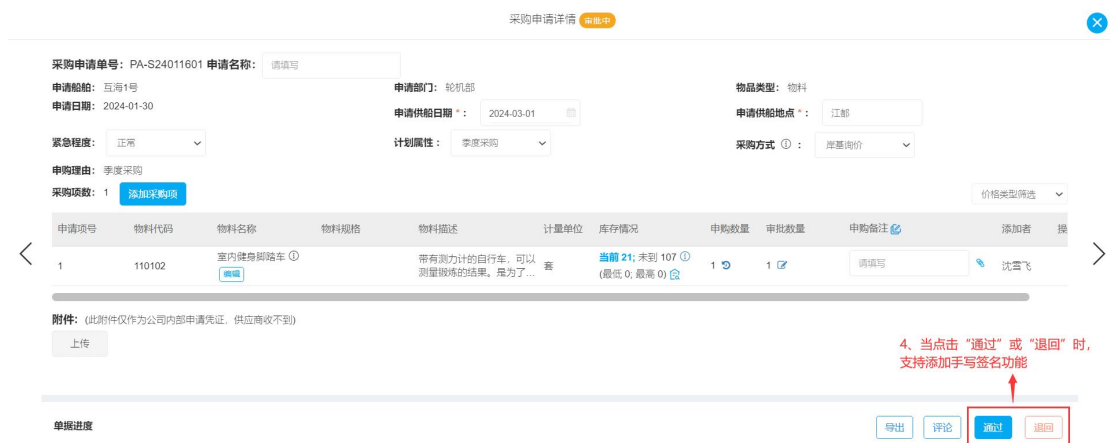 采购申请详情 审批中
采购申请单号：PA-S24011601 申请名称： 请填写
申请船舶： 互海1号 申请部门： 轮机部 物品类型： 物料
申请日期： 2024-01-30 申请供船日期 *： 2024-03-01 申请供船地点 *： 江都
紧急程度： 正常 计划属性： 季度采购 采购方式 ： 岸基询价
申购理由： 季度采购
采购项数： 1 添加采购项 价格类型筛选
申请项号 物料代码 物料名称 物料规格 物料描述 计量单位 库存情况 申购数量 审批数量 申购备注 添加者 操
1 110102 室内健身脚踏车 编辑 带有测力计的自行车，可以测量锻炼的结果。是为了... 套 当前 21; 未到 107 (最低 0; 最高 0) 1 1 请填写 沈雪飞
附件：(此附件仅作为公司内部申请凭证，供应商收不到)
上传
4、当点击“通过”或“退回”时，
支持添加手写签名功能
单据进度 导出 评论 通过 退回